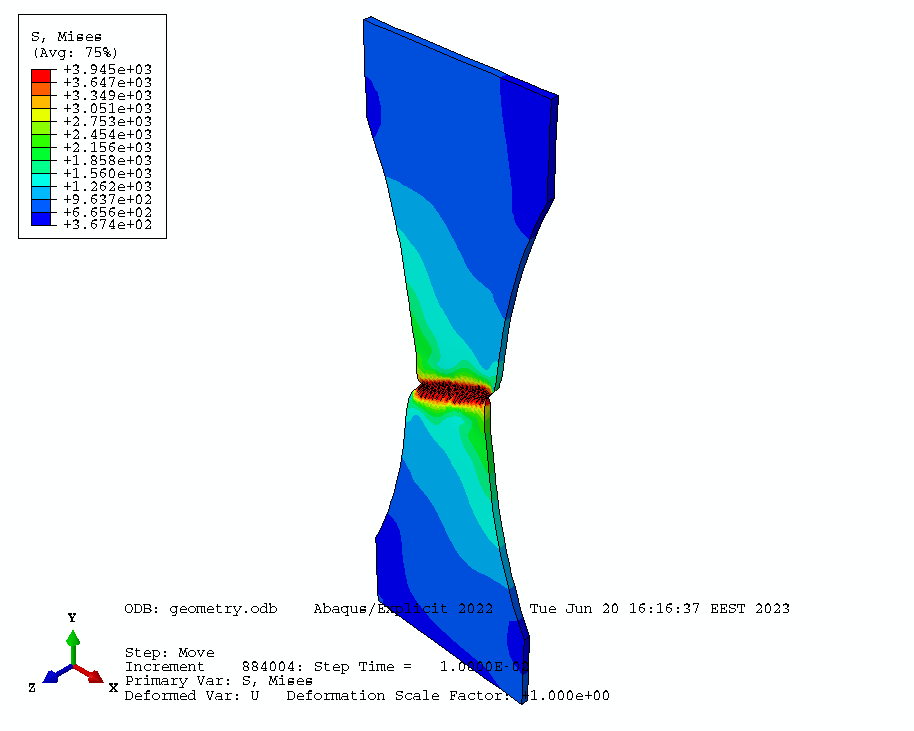 S, Mises
(Avg: 75%)
+3.945e+03
+3.647e+03
+3.349e+03
+3.051e+03
+2.753e+03
+2.454e+03
+2.156e+03
+1.858e+03
+1.560e+03
+1.262e+03
+9.637e+02
+6.656e+02
+3.674e+02
ODB: geometry.odb Abaqus/Explicit 2022 Tue Jun 20 16:16:37 EEST 2023
Y
Z
X
Step: Move
Increment 884004: Step Time =
Primary Var: S, Mises
Deformed Var: U Deformation Scale Factor: +1.000e+00